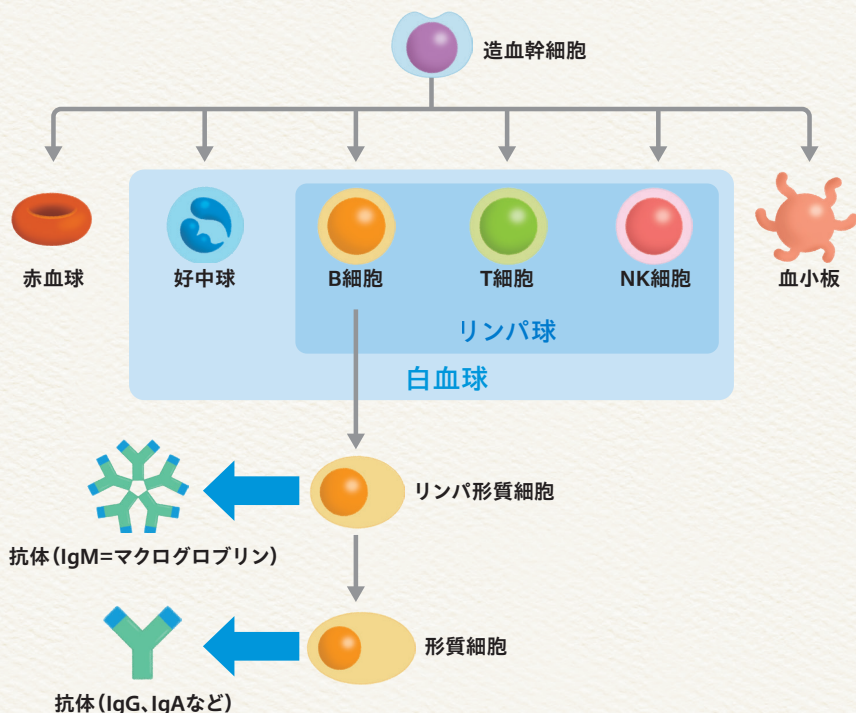 造血幹細胞
赤血球
好中球
B細胞
T細胞
NK細胞
血小板
リンパ球
白血球
リンパ形質細胞
抗体（IgM=マクログロブリン）
形質細胞
抗体（IgG、IgAなど）